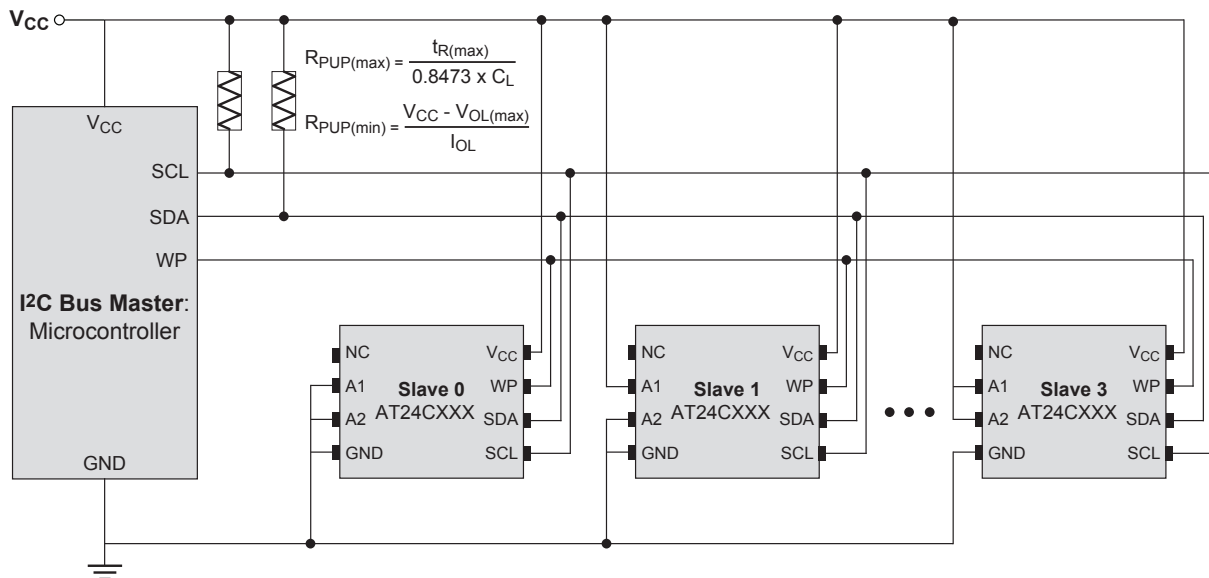 VCC
RPUP(max) = tR(max) / 0.8473 x CL
RPUP(min) = VCC - VOL(max) / IOL
VCC
SCL
SDA
WP
I2C Bus Master:
Microcontroller
GND
NC
A1
A2
GND
Slave 0
AT24CXXX
VCC
WP
SDA
SCL
NC
A1
A2
GND
Slave 1
AT24CXXX
VCC
WP
SDA
SCL
NC
A1
A2
GND
Slave 3
AT24CXXX
VCC
WP
SDA
SCL